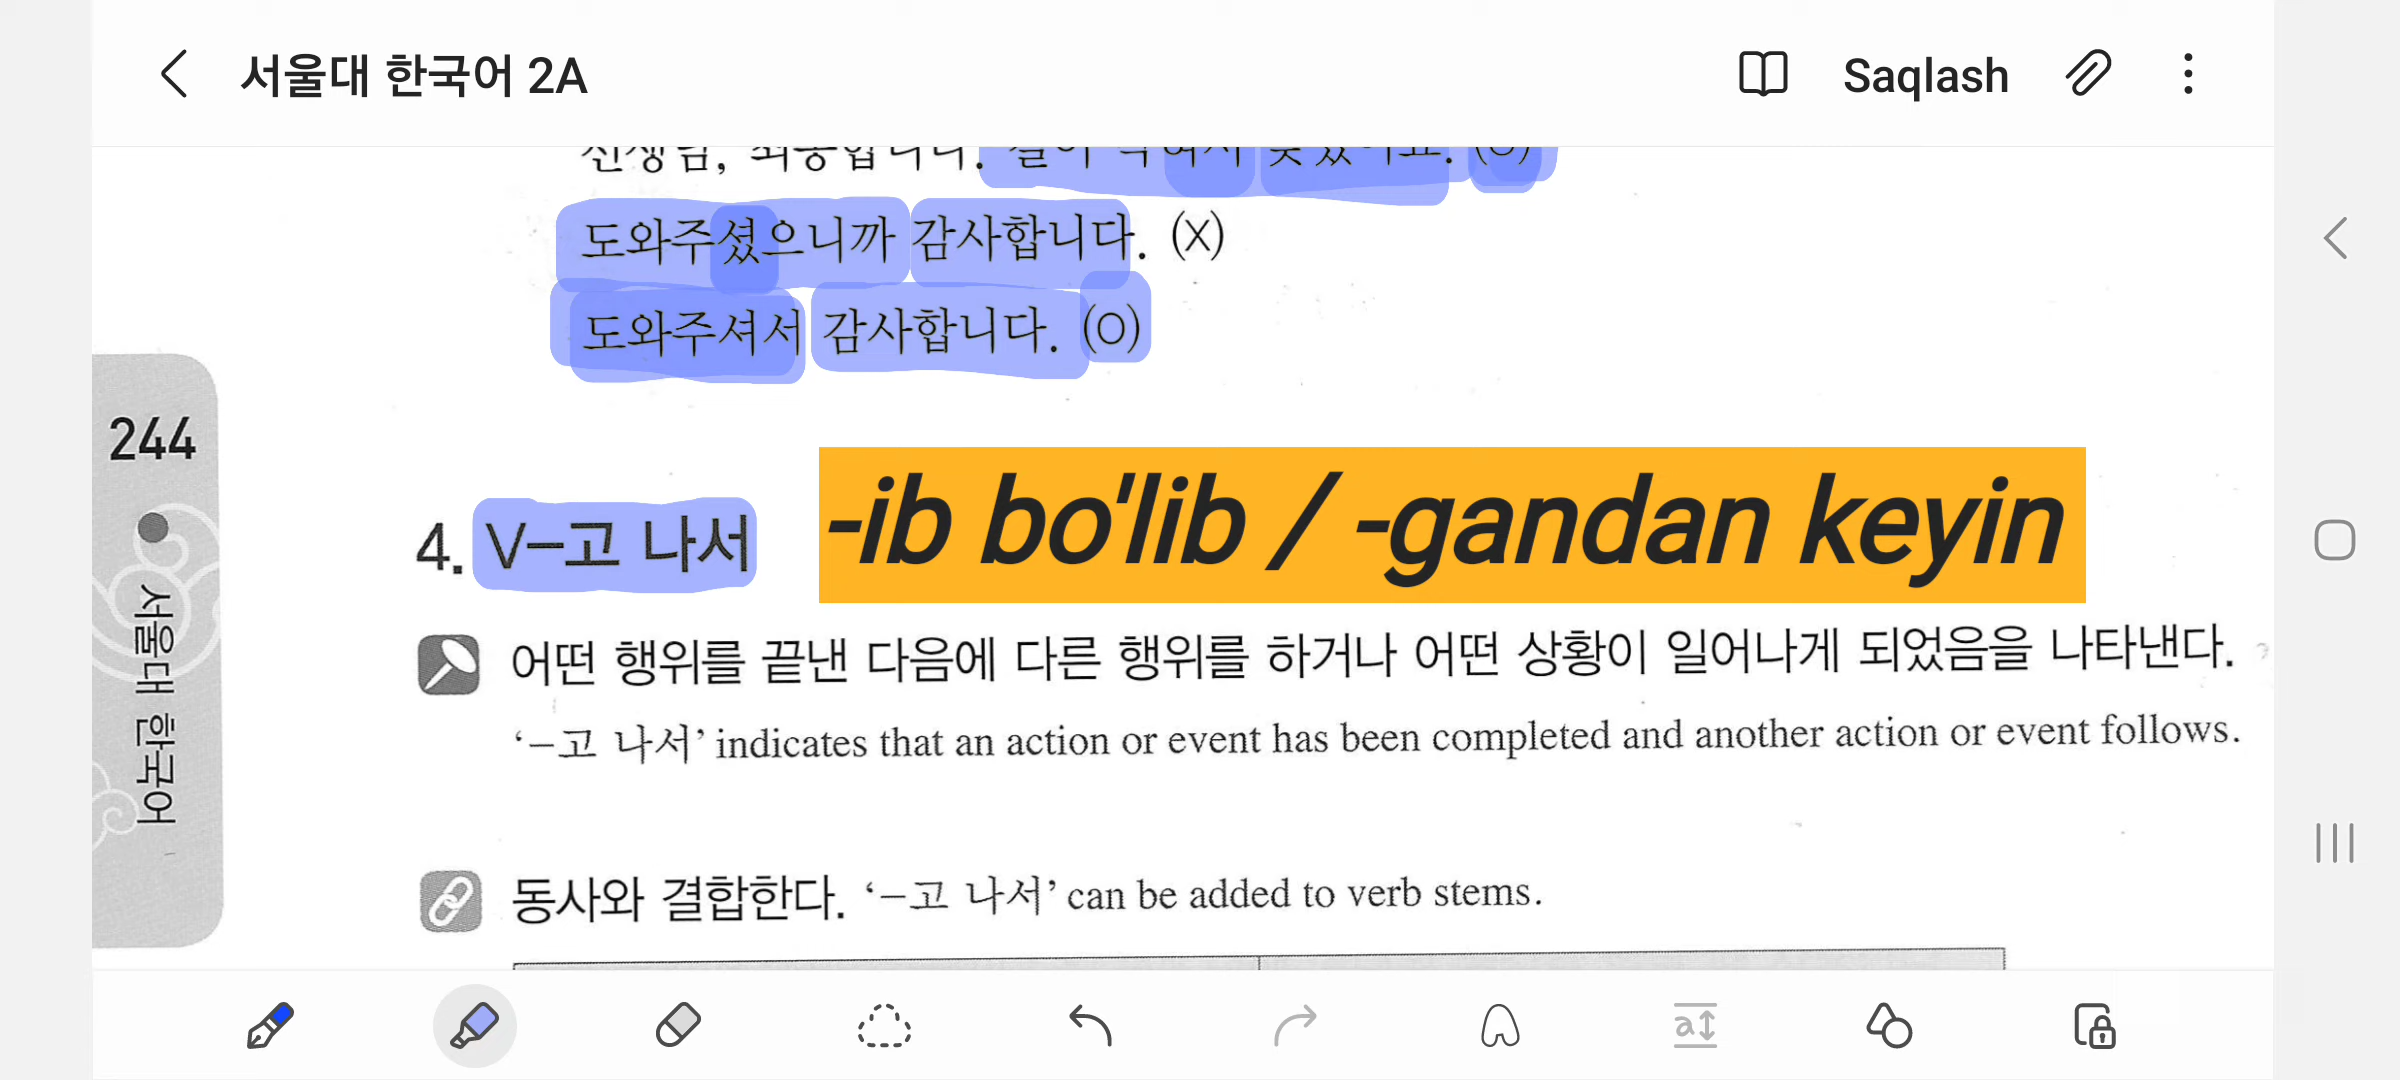 서울대 한국어 2A
Saqlash
도와주셨으니까 감사합니다. (X)
도와주셔서 감사합니다. (O)
244
서울대 한국어
4. V-고 나서
-ib bo'lib / -gandan keyin
어떤 행위를 끝낸 다음에 다른 행위를 하거나 어떤 상황이 일어나게 되었음을 나타낸다.
‘-고 나서’ indicates that an action or event has been completed and another action or event follows.
동사와 결합한다. ‘-고 나서’ can be added to verb stems.